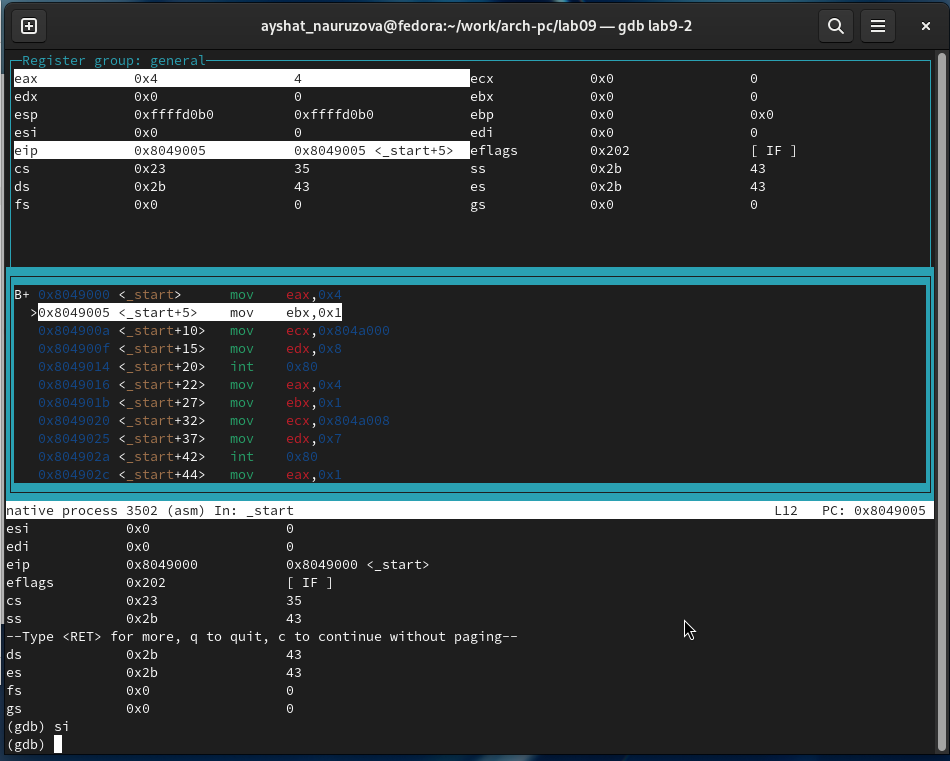 ayshat_nauruzova@fedora:~/work/arch-pc/lab09 — gdb lab9-2
Register group: general
eax 0x4 4 ecx 0x0 0
edx 0x0 0 ebx 0x0 0
esp 0xffffd0b0 0xffffd0b0 ebp 0x0 0x0
esi 0x0 0 edi 0x0 0
eip 0x8049005 0x8049005 <_start+5> eflags 0x202 [ IF ]
cs 0x23 35 ss 0x2b 43
ds 0x2b 43 es 0x2b 43
fs 0x0 0 gs 0x0 0
B+ 0x8049000 <_start> mov eax,0x4
>0x8049005 <_start+5> mov ebx,0x1
0x804900a <_start+10> mov ecx,0x804a000
0x804900f <_start+15> mov edx,0x8
0x8049014 <_start+20> int 0x80
0x8049016 <_start+22> mov eax,0x4
0x804901b <_start+27> mov ebx,0x1
0x8049020 <_start+32> mov ecx,0x804a008
0x8049025 <_start+37> mov edx,0x7
0x804902a <_start+42> int 0x80
0x804902c <_start+44> mov eax,0x1
native process 3502 (asm) In: _start L12 PC: 0x8049005
esi 0x0 0
edi 0x0 0
eip 0x8049000 0x8049000 <_start>
eflags 0x202 [ IF ]
cs 0x23 35
ss 0x2b 43
--Type <RET> for more, q to quit, c to continue without paging--
ds 0x2b 43
es 0x2b 43
fs 0x0 0
gs 0x0 0
(gdb) si
(gdb)